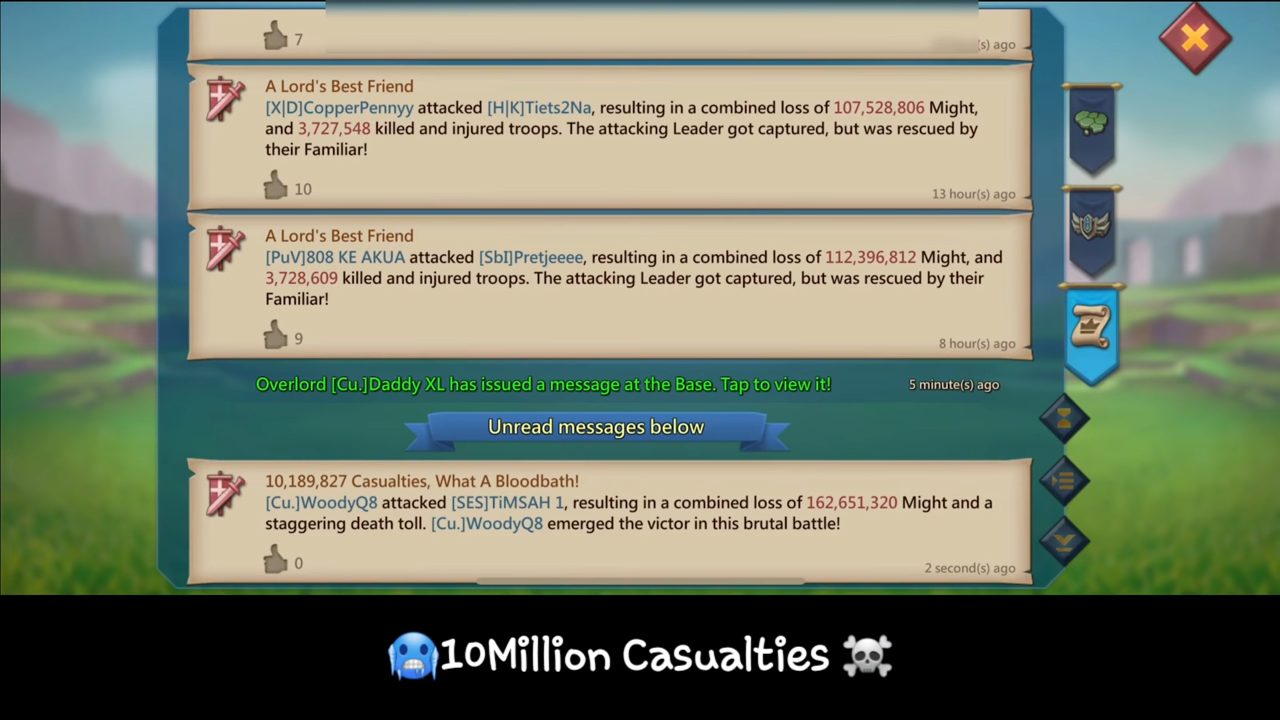 7
s) ago
A Lord's Best Friend
[X|D]CopperPennyy attacked [H|K]Tiets2Na, resulting in a combined loss of 107,528,806 Might,
and 3,727,548 killed and injured troops. The attacking Leader got captured, but was rescued by
their Familiar!
10
13 hour(s) ago
A Lord's Best Friend
[PuV]808 KE AKUA attacked [SbI]Pretjeeee, resulting in a combined loss of 112,396,812 Might, and
3,728,609 killed and injured troops. The attacking Leader got captured, but was rescued by their
Familiar!
9
8 hour(s) ago
Overlord [Cu.]Daddy XL has issued a message at the Base. Tap to view it!
5 minute(s) ago
Unread messages below
10,189,827 Casualties, What A Bloodbath!
[Cu.]WoodyQ8 attacked [SES]TiMSAH 1, resulting in a combined loss of 162,651,320 Might and a
staggering death toll. [Cu.]WoodyQ8 emerged the victor in this brutal battle!
0
2 second(s) ago
🥶10Million Casualties ☠️